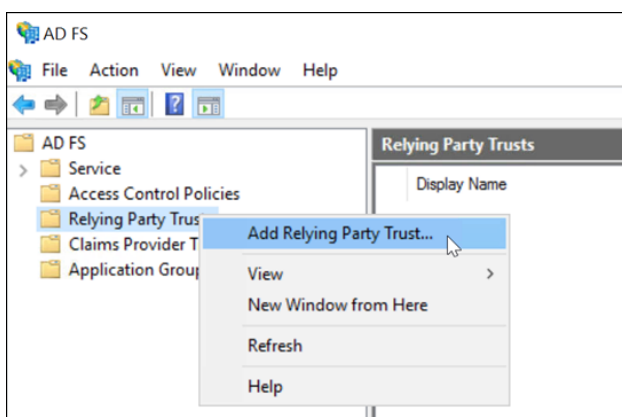 AD FS
File Action View Window Help
AD FS
Service
Access Control Policies
Relying Party Trus
Claims Provider T
Application Group
Relying Party Trusts
Display Name
Add Relying Party Trust...
View
New Window from Here
Refresh
Help